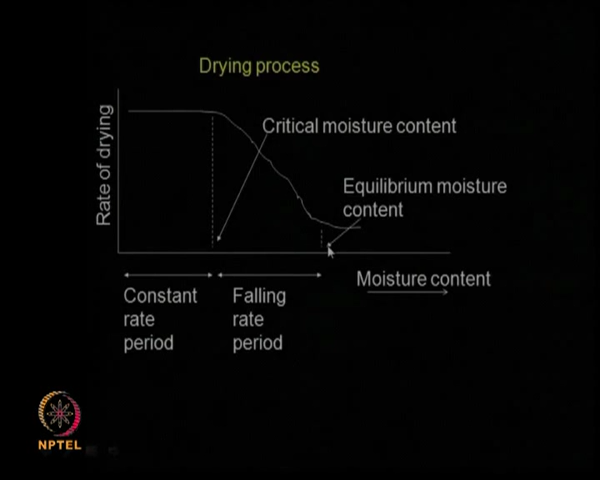 Drying process
Rate of drying
Critical moisture content
Equilibrium moisture
content
Moisture content
Constant
rate
period
Falling
rate
period
NPTEL